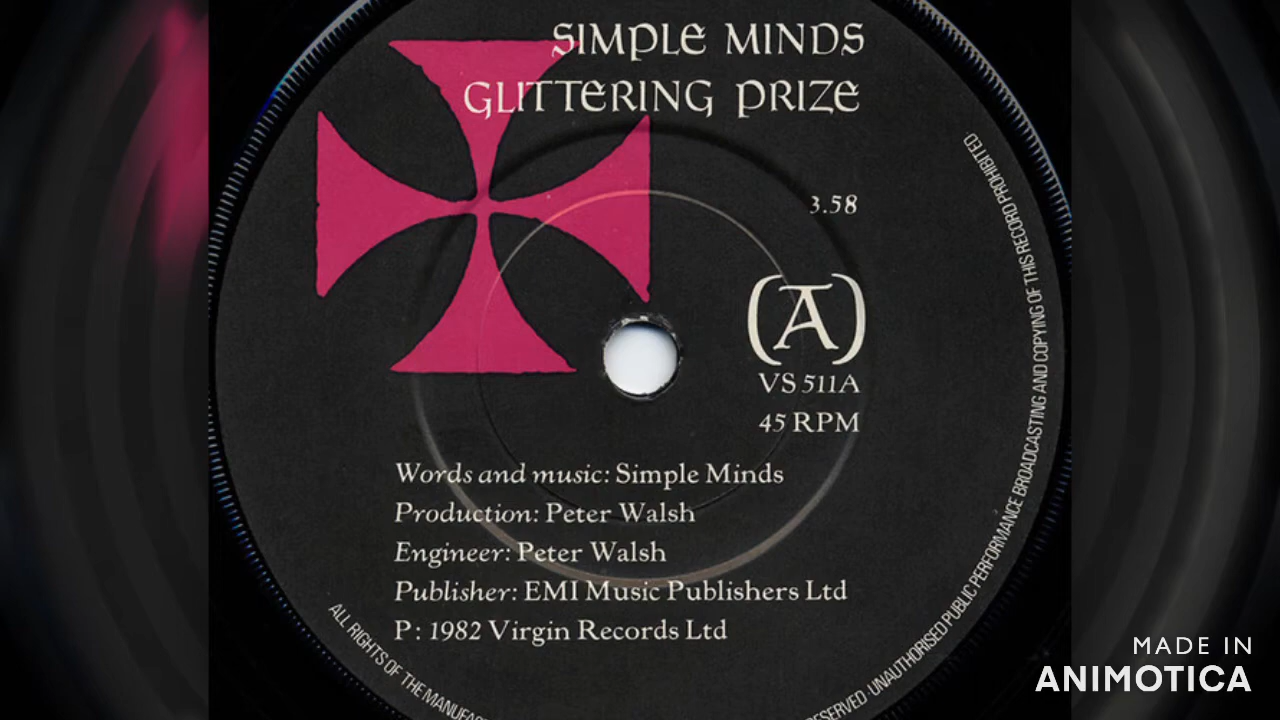 SIMPLE MINDS
GLITTERING PRIZE
3.58
(A)
VS 511A
45 RPM
Words and music: Simple Minds
Production: Peter Walsh
Engineer: Peter Walsh
Publisher: EMI Music Publishers Ltd
P: 1982 Virgin Records Ltd
ALL RIGHTS OF THE MANUFAC
RESERVED · UNAUTHORISED PUBLIC PERFORMANCE BROADCASTING AND COPYING OF THIS RECORD PROHIBITED
MADE IN
ANIMOTICA